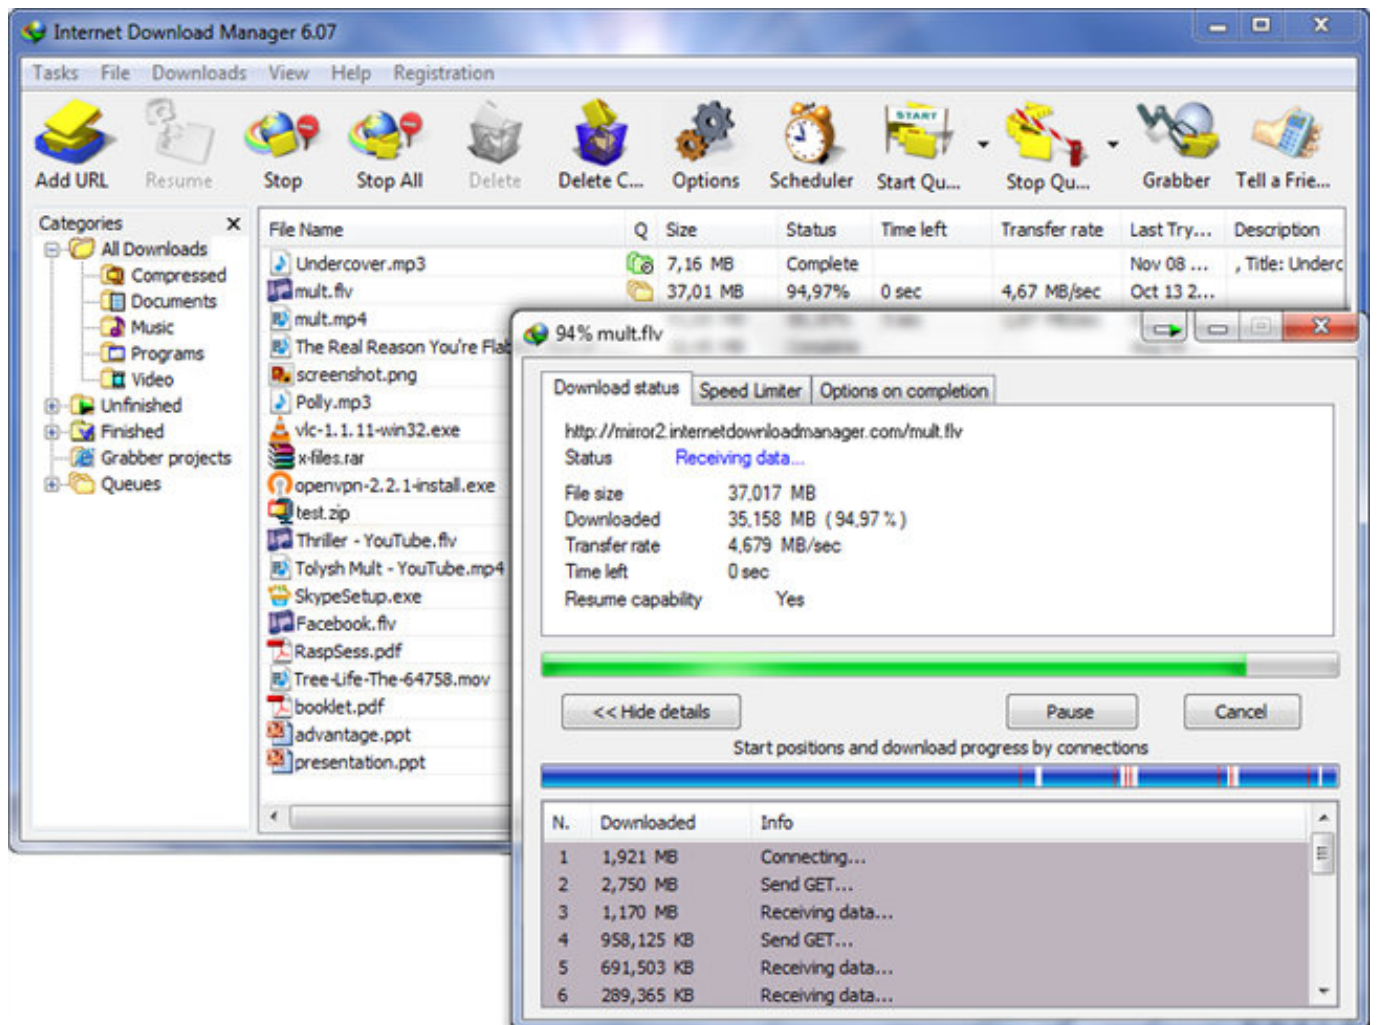 Internet Download Manager 6.07
Tasks File Downloads View Help Registration
Add URL Resume Stop Stop All Delete Delete C... Options Scheduler Start Qu... Stop Qu... Grabber Tell a Frie...
START
Categories
All Downloads
Compressed
Documents
Music
Programs
Video
Unfinished
Finished
Grabber projects
Queues
File Name Q Size Status Time left Transfer rate Last Try... Description
Undercover.mp3 7,16 MB Complete Nov 08 ... , Title: Underc
mult.flv 37,01 MB 94,97% 0 sec 4,67 MB/sec Oct 13 2...
mult.mp4
The Real Reason You're Flab
screenshot.png
Polly.mp3
vlc-1.1.11-win32.exe
x-files.rar
openvpn-2.2.1-install.exe
test.zip
Thriller - YouTube.flv
Tolysh Mult - YouTube.mp4
SkypeSetup.exe
Facebook.flv
RaspSess.pdf
Tree-Life-The-64758.mov
booklet.pdf
advantage.ppt
presentation.ppt
94% mult.flv
Download status Speed Limiter Options on completion
http://mirror2.internetdownloadmanager.com/mult.flv
Status Receiving data...
File size 37,017 MB
Downloaded 35,158 MB ( 94,97 % )
Transfer rate 4,679 MB/sec
Time left 0 sec
Resume capability Yes
<< Hide details Pause Cancel
Start positions and download progress by connections
N. Downloaded Info
1 1,921 MB Connecting...
2 2,750 MB Send GET...
3 1,170 MB Receiving data...
4 958,125 KB Send GET...
5 691,503 KB Receiving data...
6 289,365 KB Receiving data...